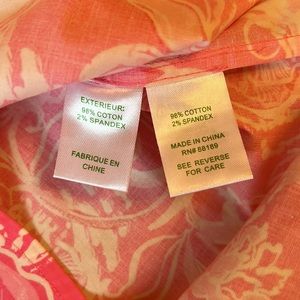 EXTERIEUR:
98% COTON
2% SPANDEX
FABRIQUE EN
CHINE
98% COTTON
2% SPANDEX
MADE IN CHINA
RN# 88189
SEE REVERSE
FOR CARE